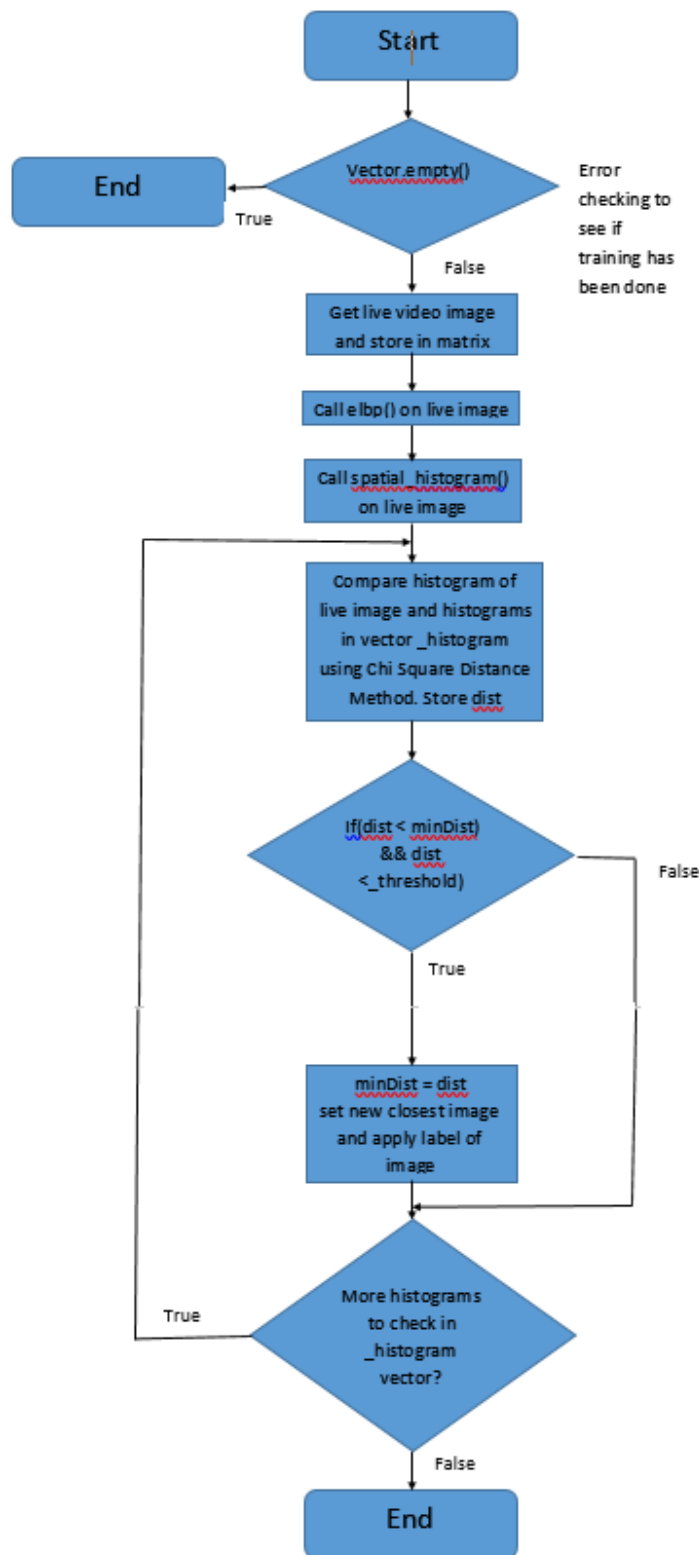 Start
Vector.empty()
End
True
Error
checking to
see if
training has
been done
False
Get live video image
and store in matrix
Call elbp() on live image
Call spatial_histogram()
on live image
Compare histogram of
live image and histograms
in vector _histogram
using Chi Square Distance
Method. Store dist
If(dist < minDist)
&& dist
<_threshold)
False
True
minDist = dist
set new closest image
and apply label of
image
More histograms
to check in
_histogram
vector?
True
False
End